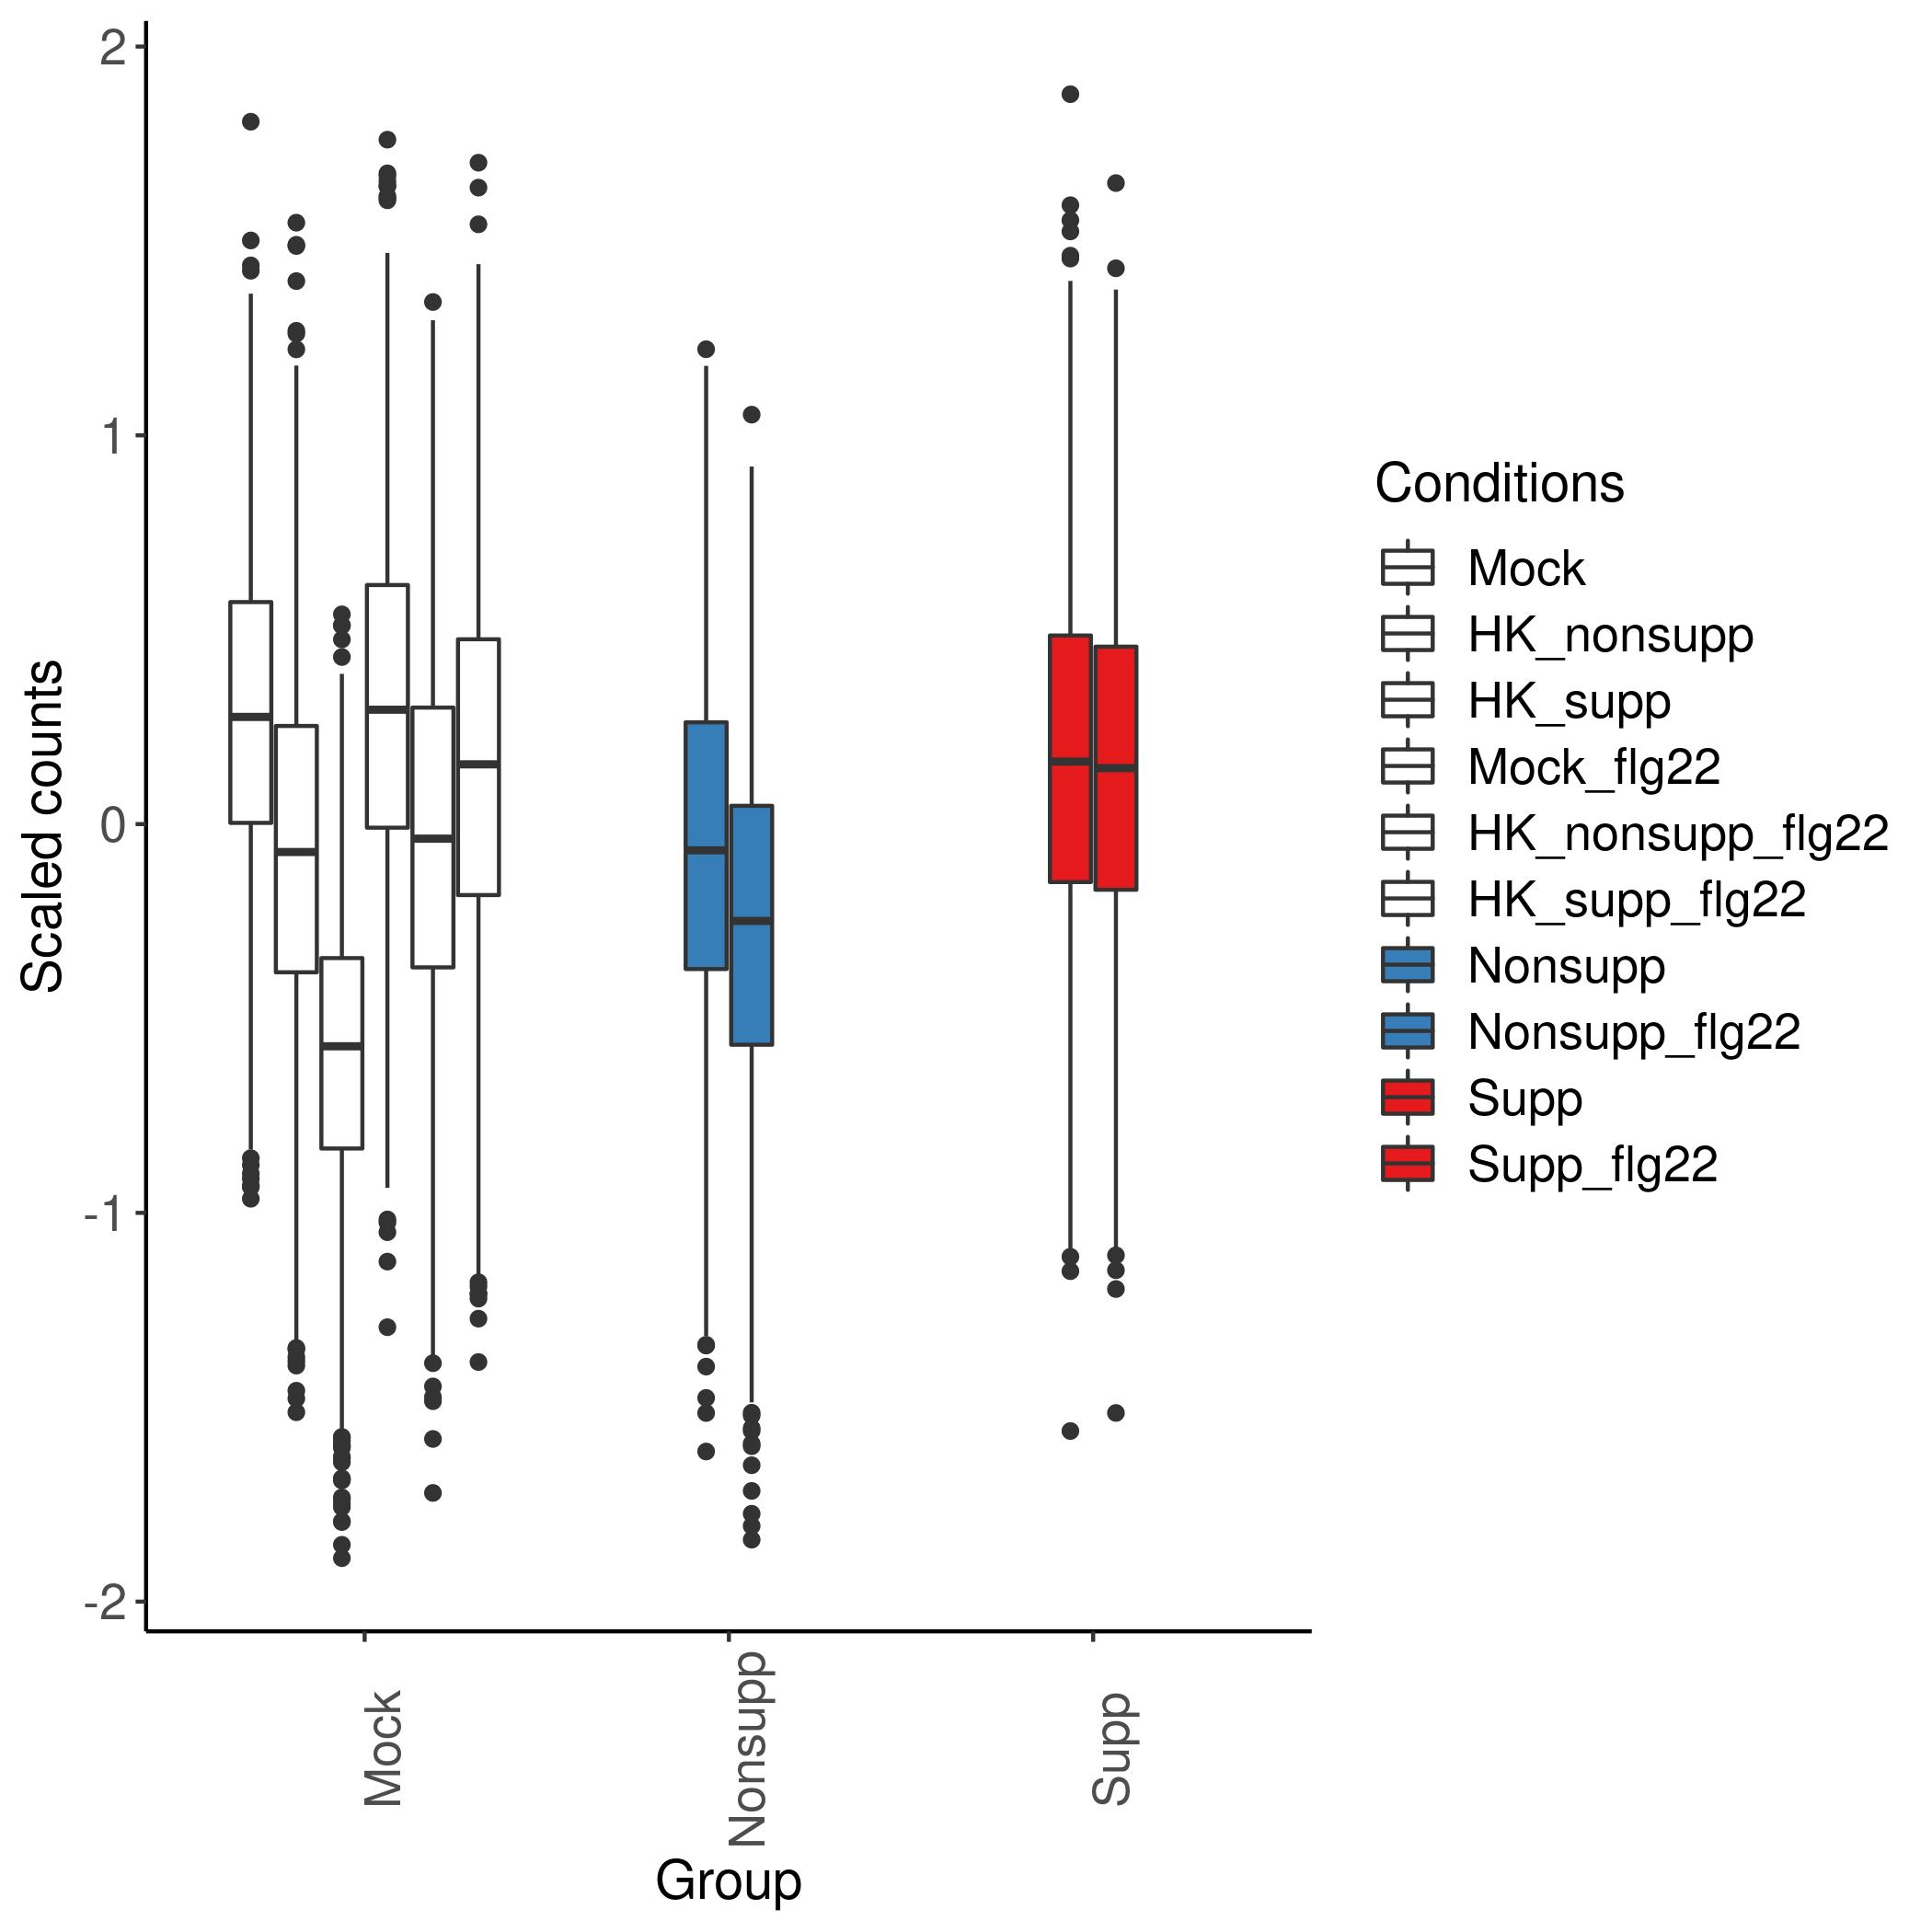 2
1
0
-1
-2
Scaled counts
Mock
Nonsupp
Supp
Group
Conditions
Mock
HK_nonsupp
HK_supp
Mock_flg22
HK_nonsupp_flg22
HK_supp_flg22
Nonsupp
Nonsupp_flg22
Supp
Supp_flg22